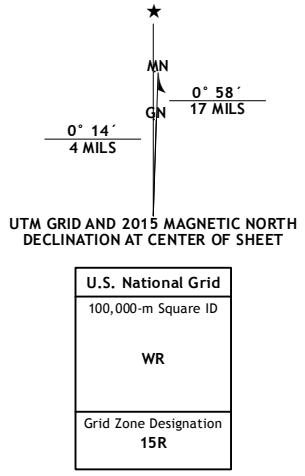 MN
0° 58´
17 MILS
GN
0° 14´
4 MILS
UTM GRID AND 2015 MAGNETIC NORTH
DECLINATION AT CENTER OF SHEET
U.S. National Grid
100,000-m Square ID
WR
Grid Zone Designation
15R